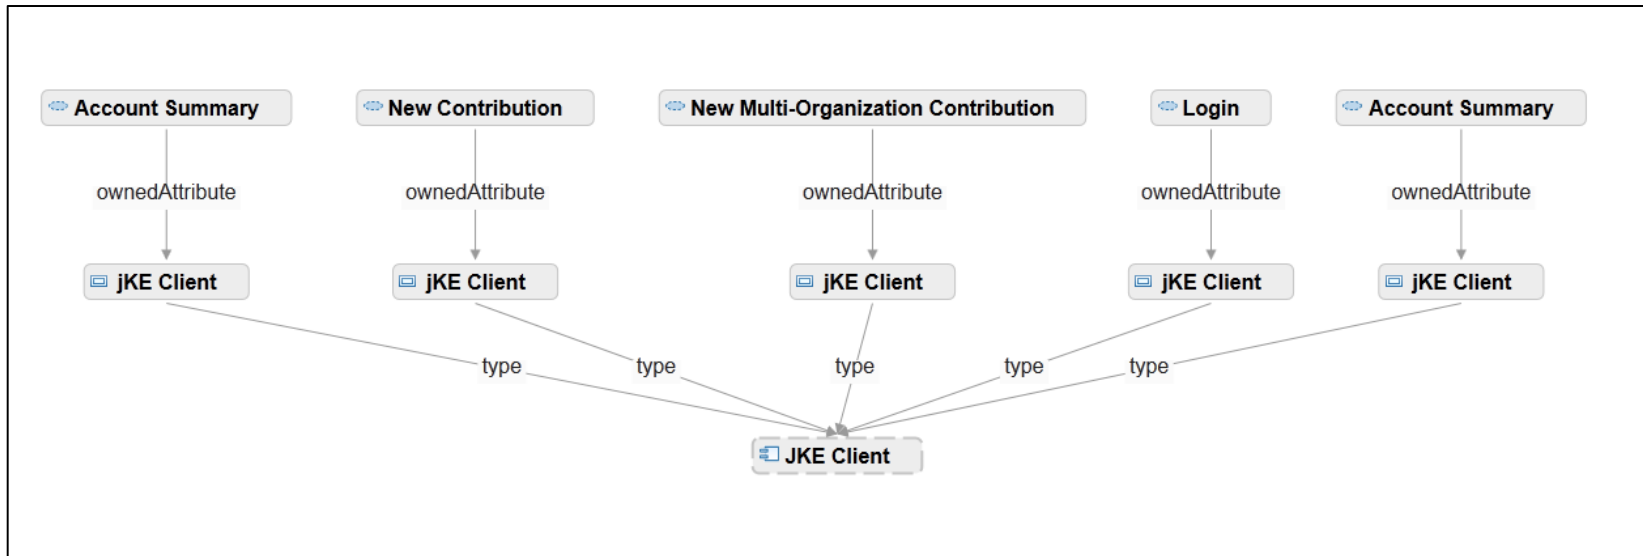 Account Summary
New Contribution
New Multi-Organization Contribution
Login
Account Summary
ownedAttribute
ownedAttribute
ownedAttribute
ownedAttribute
ownedAttribute
jKE Client
jKE Client
jKE Client
jKE Client
jKE Client
type
type
type
type
type
JKE Client